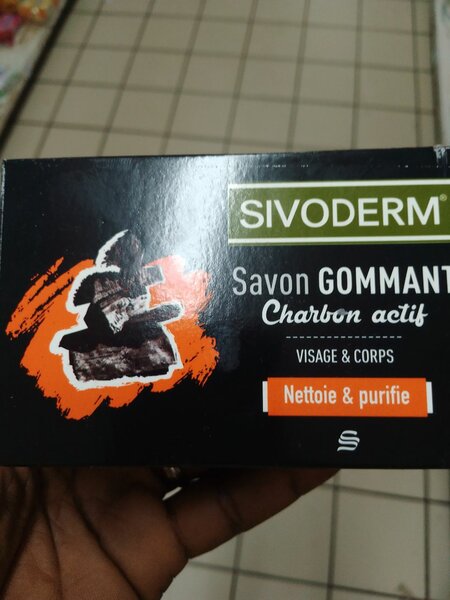 SIVODERM®
Savon GOMMANT
Charbon actif
VISAGE & CORPS
Nettoie & purifie